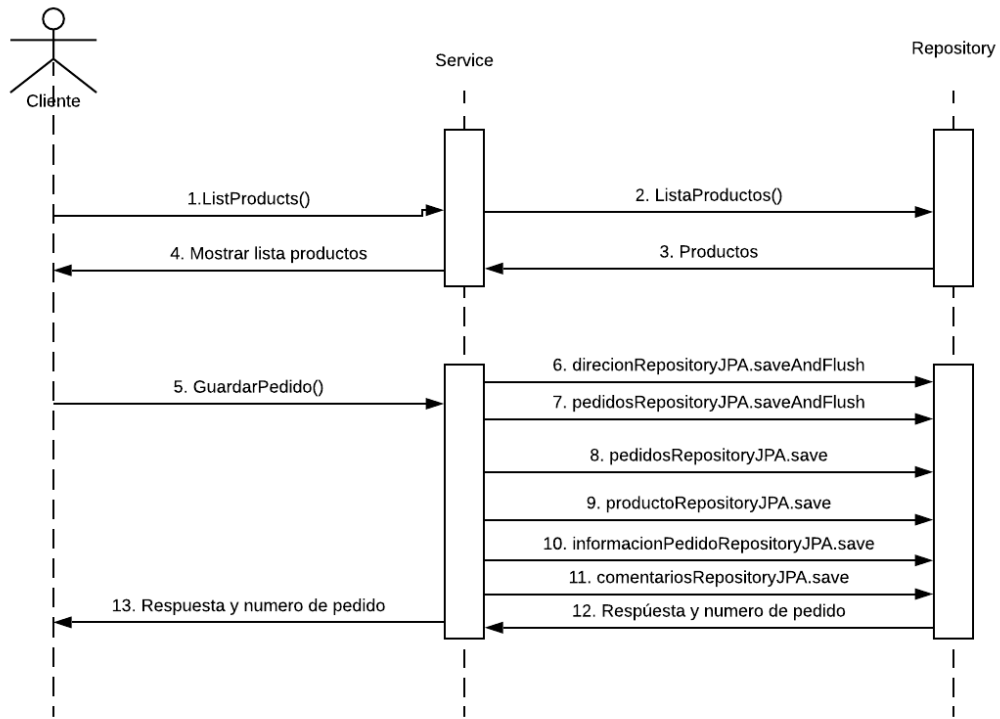 Cliente
Service
Repository
1.ListProducts()
2. ListaProductos()
3. Productos
4. Mostrar lista productos
5. GuardarPedido()
6. direcionRepositoryJPA.saveAndFlush
7. pedidosRepositoryJPA.saveAndFlush
8. pedidosRepositoryJPA.save
9. productoRepositoryJPA.save
10. informacionPedidoRepositoryJPA.save
11. comentariosRepositoryJPA.save
12. Respúesta y numero de pedido
13. Respuesta y numero de pedido